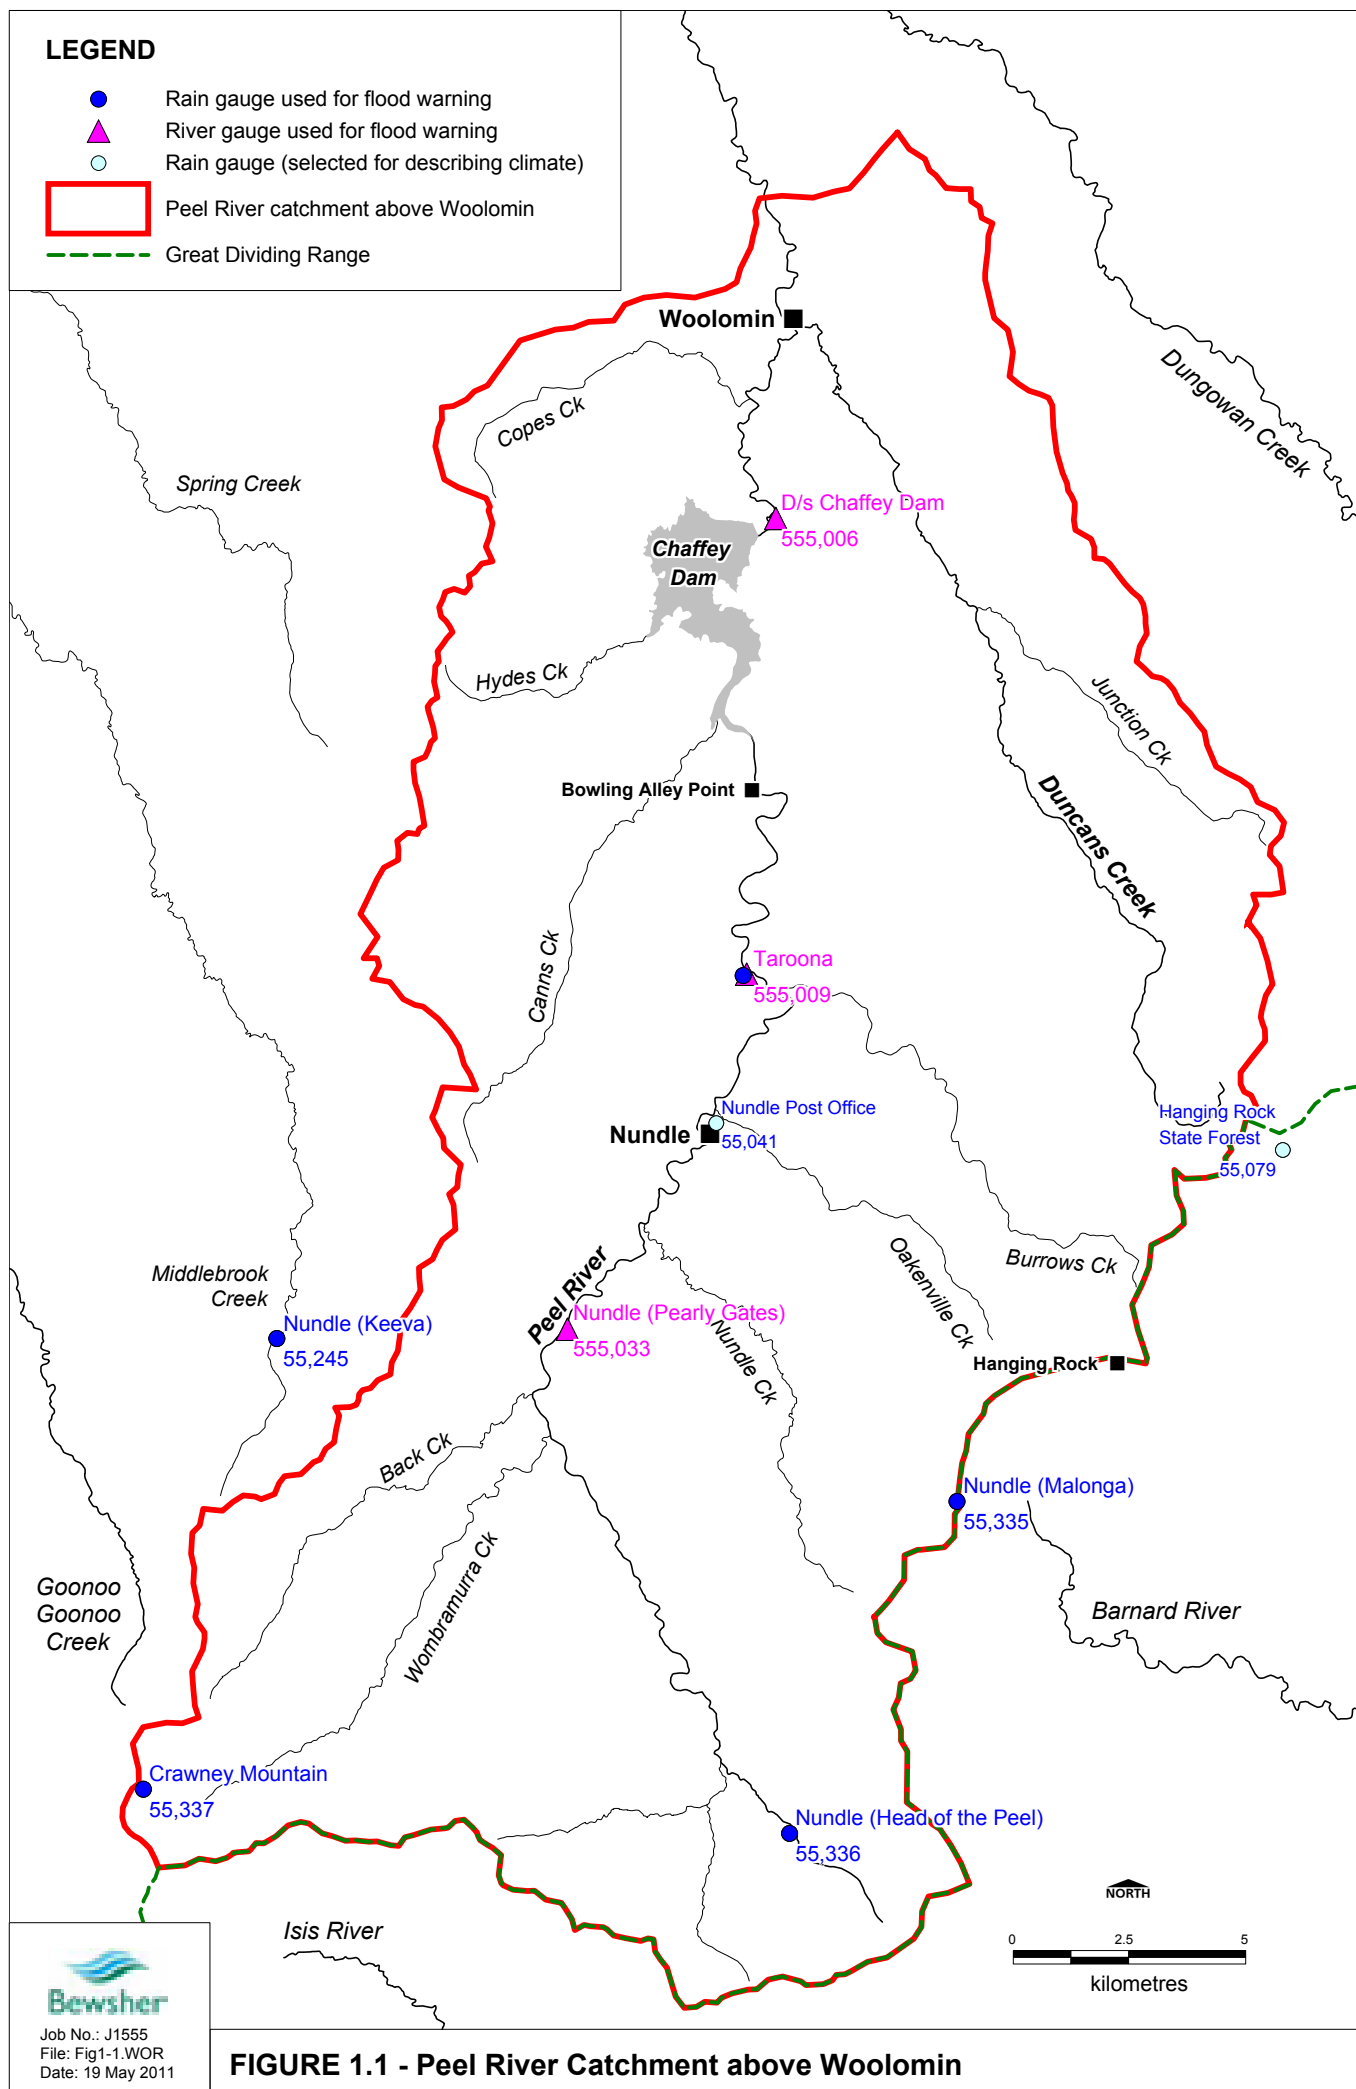 LEGEND
Rain gauge used for flood warning
River gauge used for flood warning
Rain gauge (selected for describing climate)
Peel River catchment above Woolomin
Great Dividing Range
Woolomin
Dungowan Creek
Copes Ck
Spring Creek
D/s Chaffey Dam
555,006
Chaffey
Dam
Hydes Ck
Junction Ck
Bowling Alley Point
Duncans Creek
Canns Ck
Taroona
555,009
Nundle Post Office
55,041
Nundle
Hanging Rock
State Forest
55,079
Oakenville Ck
Burrows Ck
Middlebrook
Creek
Peel River
Nundle (Keeva)
55,245
Nundle (Pearly Gates)
555,033
Nundle Ck
Hanging Rock
Back Ck
Nundle (Malonga)
55,335
Wombramurra Ck
Goonoo
Goonoo
Creek
Barnard River
Crawney Mountain
55,337
Nundle (Head of the Peel)
55,336
NORTH
Isis River
0 2.5 5
kilometres
Bewsher
Job No.: J1555
File: Fig1-1.WOR
Date: 19 May 2011
FIGURE 1.1 - Peel River Catchment above Woolomin